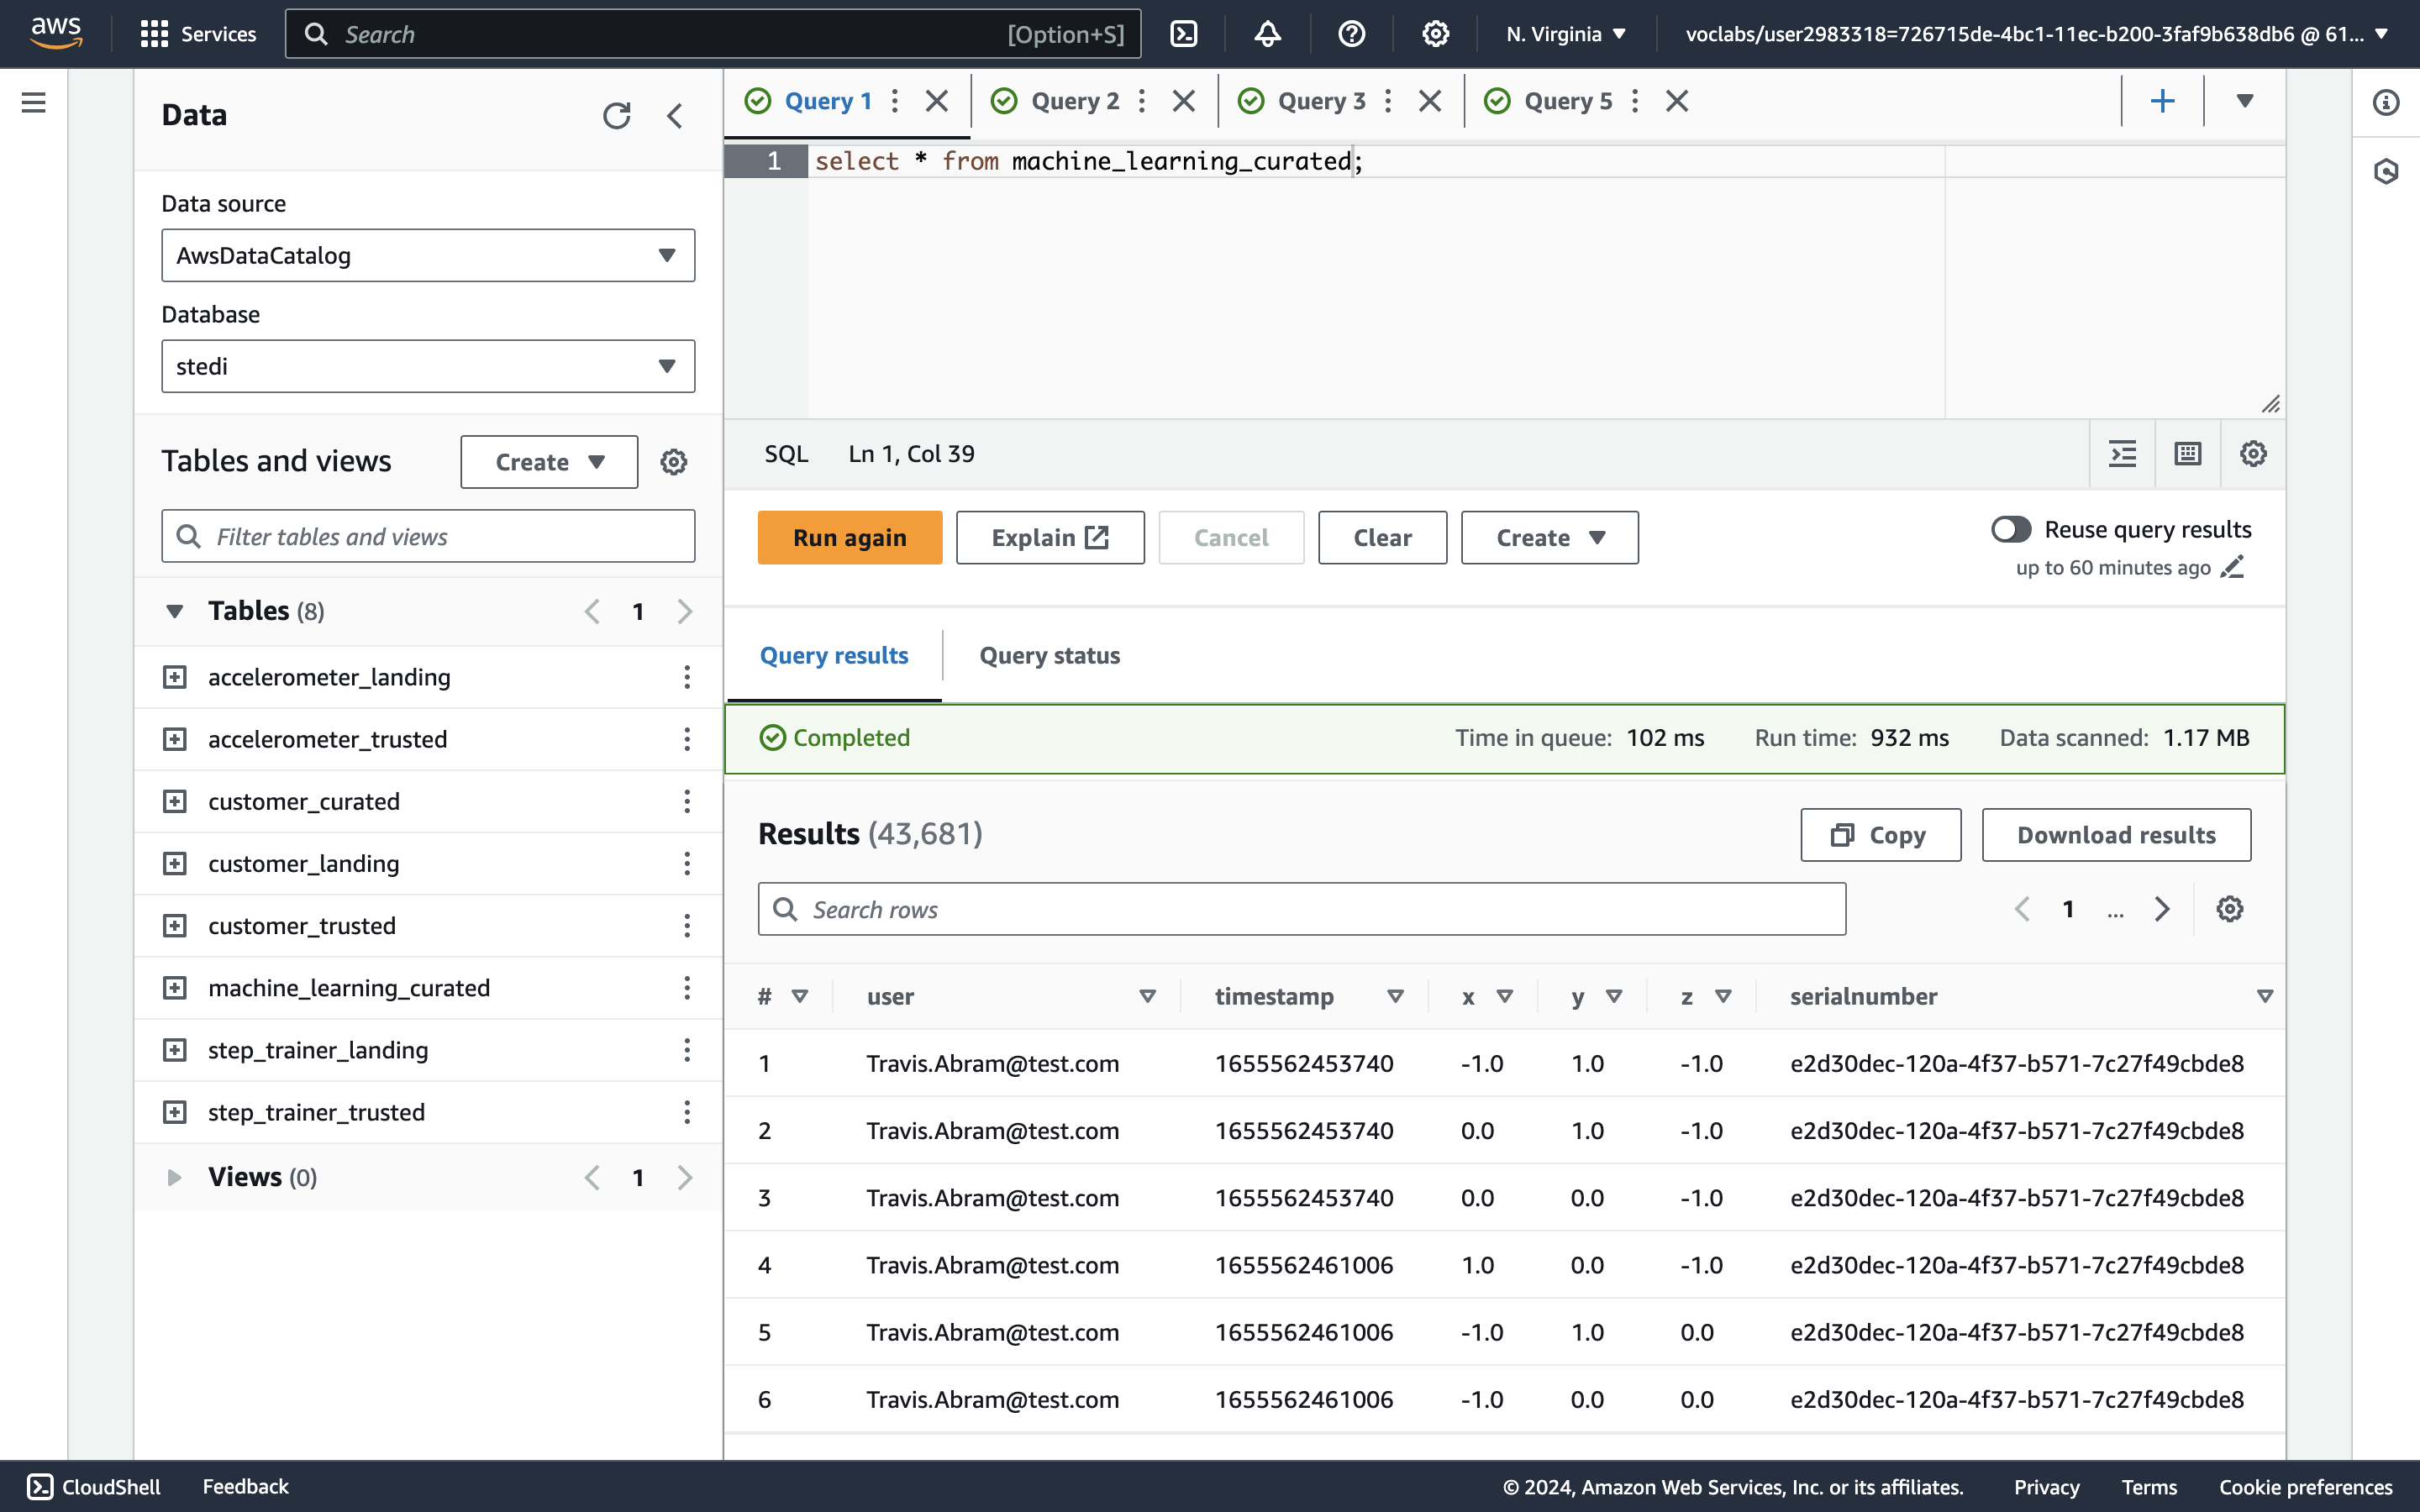 aws Services Search [Option+S] N. Virginia voclabs/user2983318=726715de-4bc1-11ec-b200-3faf9b638db6 @ 61...
Data
Data source
AwsDataCatalog
Database
stedi
Tables and views Create
Filter tables and views
Tables (8) 1
accelerometer_landing
accelerometer_trusted
customer_curated
customer_landing
customer_trusted
machine_learning_curated
step_trainer_landing
step_trainer_trusted
Views (0) 1
Query 1 Query 2 Query 3 Query 5
1 select * from machine_learning_curated;
SQL Ln 1, Col 39
Run again Explain Cancel Clear Create
Reuse query results
up to 60 minutes ago
Query results Query status
Completed Time in queue: 102 ms Run time: 932 ms Data scanned: 1.17 MB
Results (43,681) Copy Download results
Search rows 1 ...
# user timestamp x y z serialnumber
1 Travis.Abram@test.com 1655562453740 -1.0 1.0 -1.0 e2d30dec-120a-4f37-b571-7c27f49cbde8
2 Travis.Abram@test.com 1655562453740 0.0 1.0 -1.0 e2d30dec-120a-4f37-b571-7c27f49cbde8
3 Travis.Abram@test.com 1655562453740 0.0 0.0 -1.0 e2d30dec-120a-4f37-b571-7c27f49cbde8
4 Travis.Abram@test.com 1655562461006 1.0 0.0 -1.0 e2d30dec-120a-4f37-b571-7c27f49cbde8
5 Travis.Abram@test.com 1655562461006 -1.0 1.0 0.0 e2d30dec-120a-4f37-b571-7c27f49cbde8
6 Travis.Abram@test.com 1655562461006 -1.0 0.0 0.0 e2d30dec-120a-4f37-b571-7c27f49cbde8
CloudShell Feedback © 2024, Amazon Web Services, Inc. or its affiliates. Privacy Terms Cookie preferences